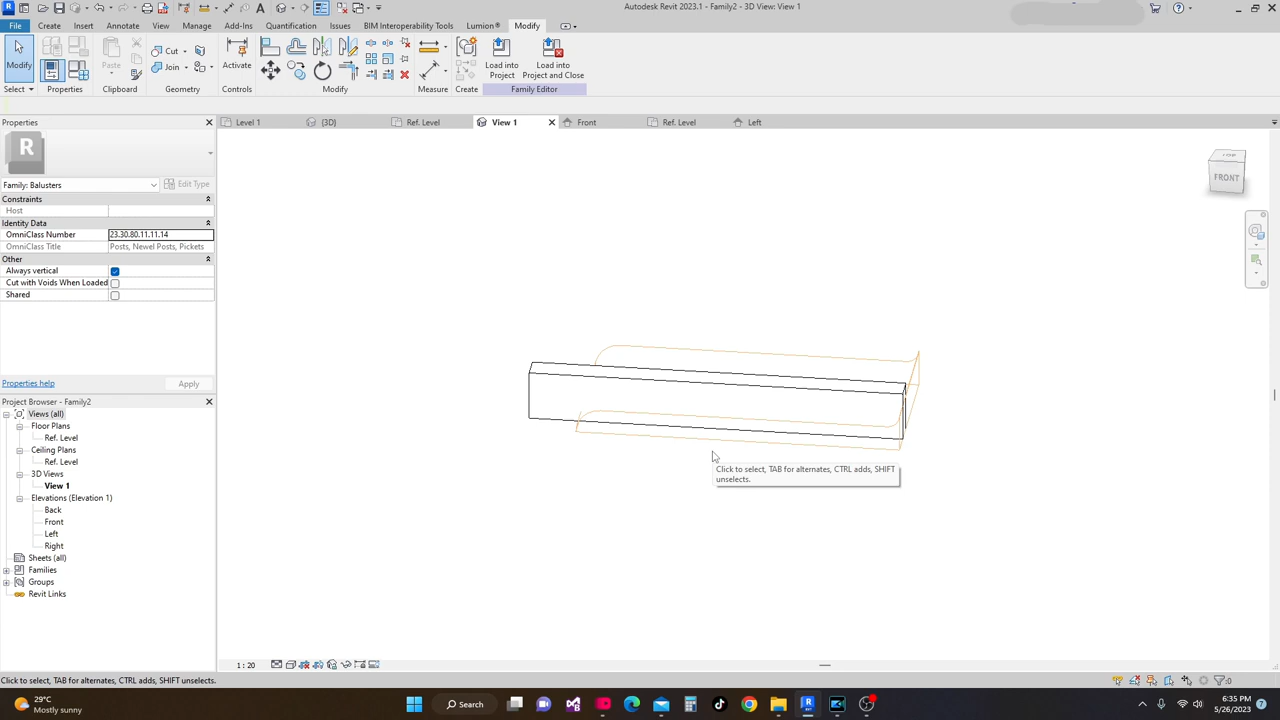 Autodesk Revit 2023.1 - Family2 - 3D View: View 1
File Create Insert Annotate View Manage Add-Ins Quantification Issues BIM Interoperability Tools Lumion® Modify
Modify Paste Cut Join Activate Load into Project Load into Project and Close
Select Properties Clipboard Geometry Controls Modify Measure Create Family Editor
Properties
Level 1 {3D} Ref. Level View 1 Front Ref. Level Left
R
TOP
FRONT
Family: Balusters Edit Type
Constraints
Host
Identity Data
OmniClass Number 23.30.80.11.11.14
OmniClass Title Posts, Newel Posts, Pickets
Other
Always vertical
Cut with Voids When Loaded
Shared
Properties help Apply
Project Browser - Family2
Views (all)
Floor Plans
Ref. Level
Ceiling Plans
Ref. Level
3D Views
View 1
Elevations (Elevation 1)
Back
Front
Left
Right
Sheets (all)
Families
Groups
Revit Links
Click to select, TAB for alternates, CTRL adds, SHIFT
unselects.
1 : 20
Click to select, TAB for alternates, CTRL adds, SHIFT unselects.
:0
29°C
Mostly sunny
Search
6:35 PM
5/26/2023